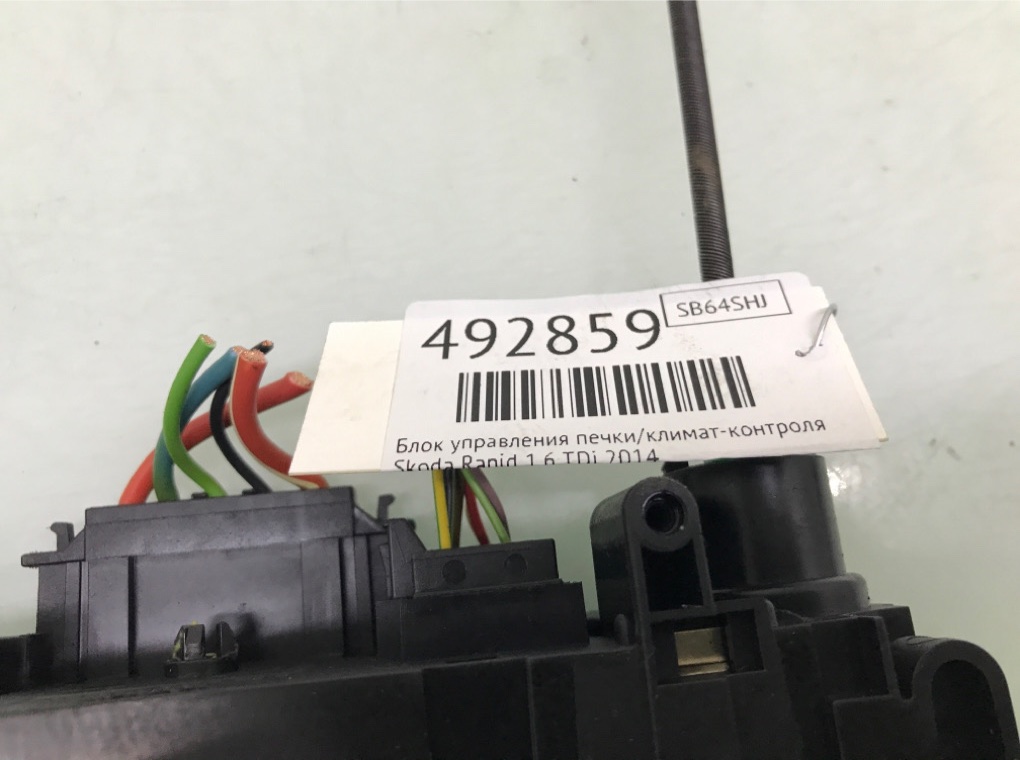 492859 SB64SHJ
Блок управления печки/климат-контроля
Skoda Rapid 1.6 TDi 2014